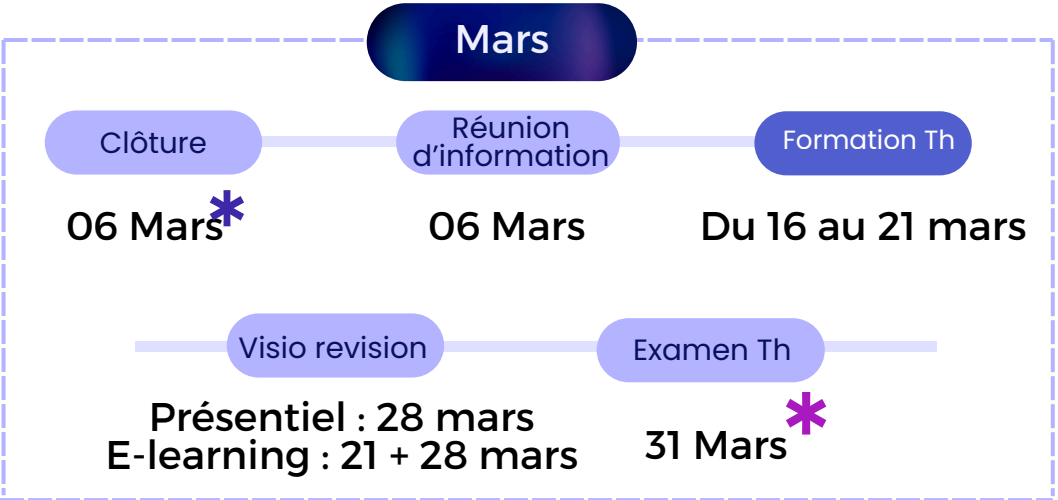 Mars
Clôture
Réunion
d'information
Formation Th
06 Mars*
06 Mars
Du 16 au 21 mars
Visio revision
Examen Th
Présentiel : 28 mars
E-learning : 21 + 28 mars
31 Mars*